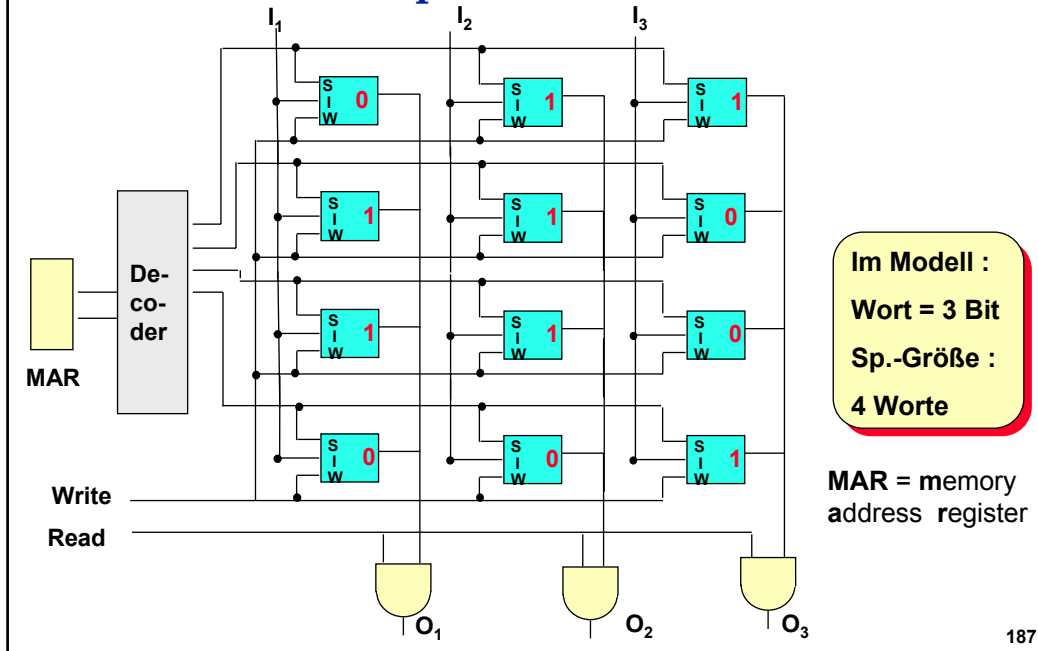 I1 I2 I3
S
I 0
W
S
I 1
W
S
I 1
W
S
I 1
W
S
I 1
W
S
I 0
W
De-
co-
der
MAR
S
I 1
W
S
I 1
W
S
I 0
W
S
I 0
W
S
I 0
W
S
I 1
W
Write
Read
O1 O2 O3
Im Modell :
Wort = 3 Bit
Sp.-Größe :
4 Worte
MAR = memory
address register
187